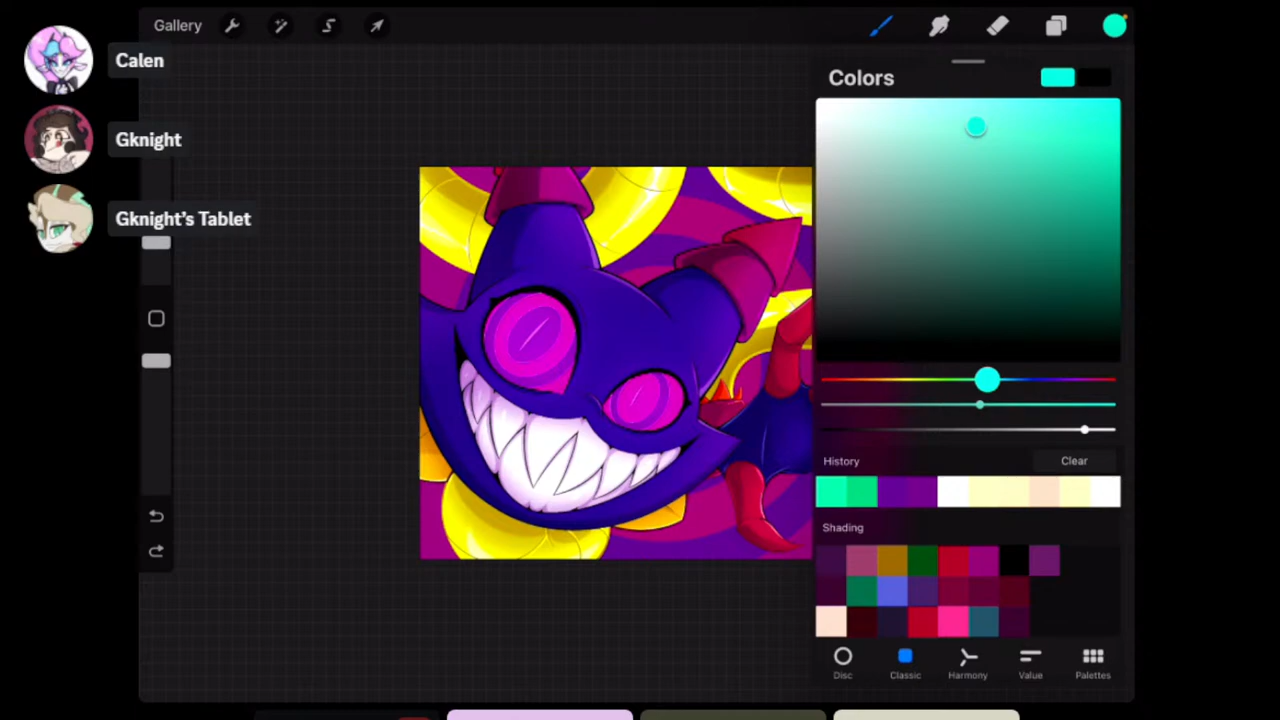 Gallery
Calen
Gknight
Gknight's Tablet
Colors
History
Clear
Shading
Disc
Classic
Harmony
Value
Palettes